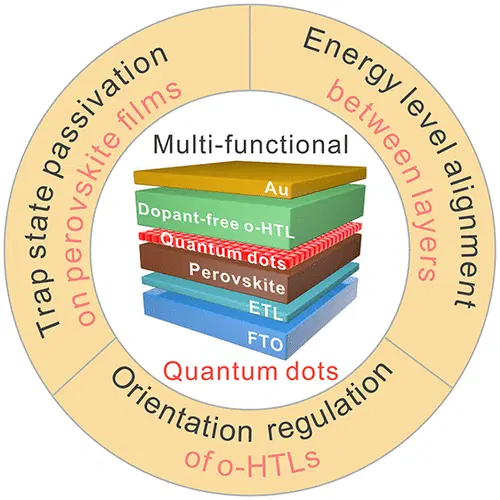 Trap state passivation
on perovskite films
Energy level alignment
between layers
Multi-functional
Au
Dopant-free o-HTL
Quantum dots
Perovskite
ETL
FTO
Quantum dots
Orientation regulation
of o-HTLs